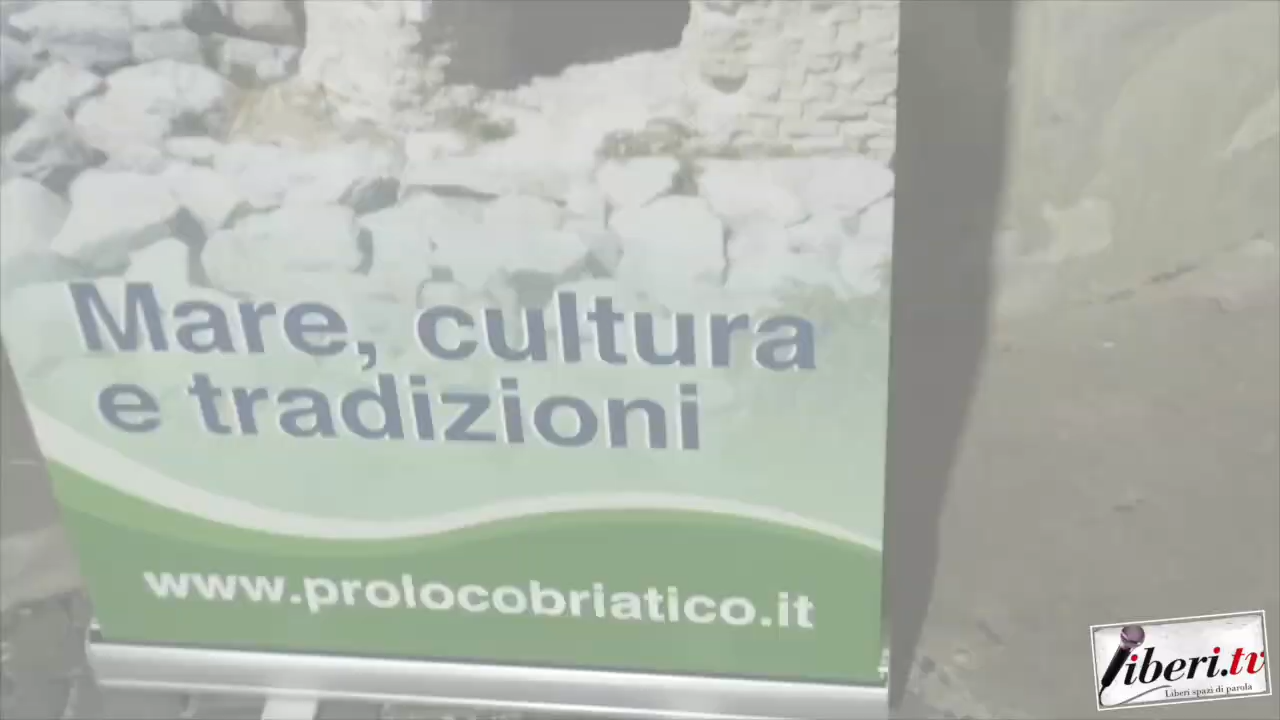 Mare, cultura
e tradizioni
www.prolocobriatico.it
liberi.tv
Liberi spazi di parola